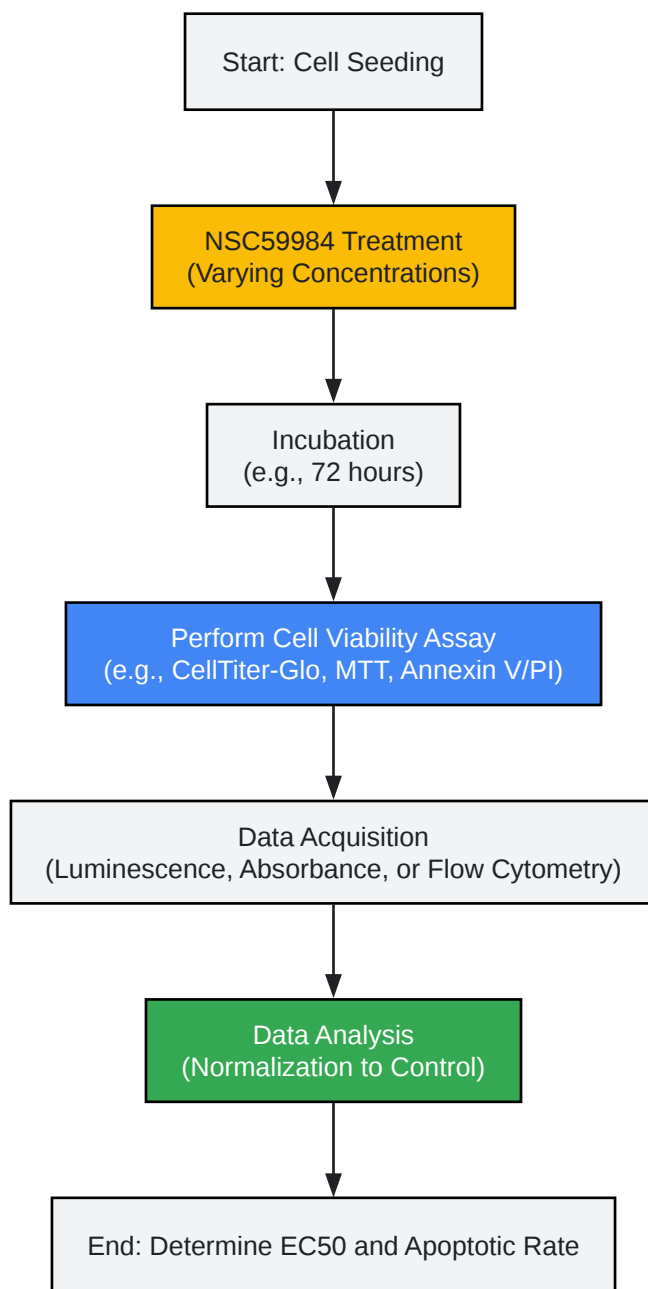 Start: Cell Seeding
NSC59984 Treatment
(Varying Concentrations)
Incubation
(e.g., 72 hours)
Perform Cell Viability Assay
(e.g., CellTiter-Glo, MTT, Annexin V/PI)
Data Acquisition
(Luminescence, Absorbance, or Flow Cytometry)
Data Analysis
(Normalization to Control)
End: Determine EC50 and Apoptotic Rate